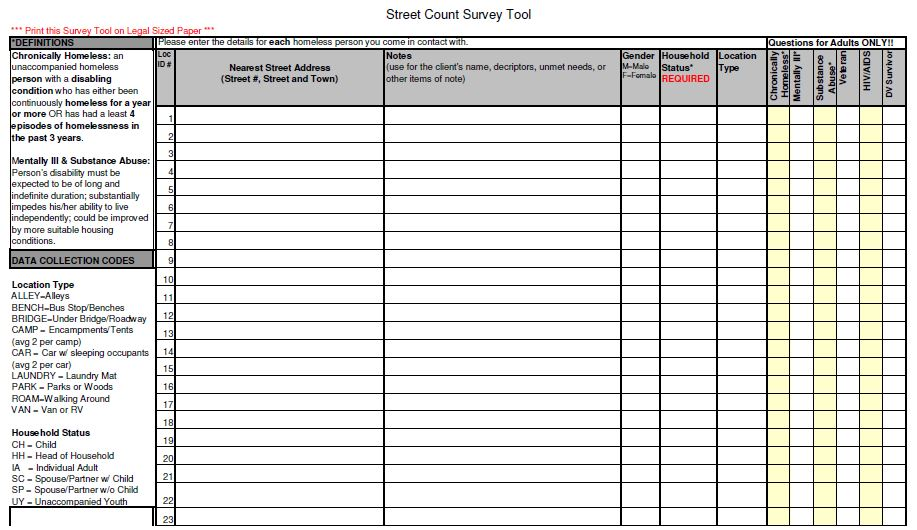 Street Count Survey Tool
*** Print this Survey Tool on Legal Sized Paper ***
*DEFINITIONS
Chronically Homeless: an
unaccompanied homeless
person with a disabling
condition who has either been
continuously homeless for a year
or more OR has had a least 4
episodes of homelessness in
the past 3 years.
Mentally Ill & Substance Abuse:
Person's disability must be
expected to be of long and
indefinite duration; substantially
impedes his/her ability to live
independently; could be improved
by more suitable housing
conditions.
DATA COLLECTION CODES
Location Type
ALLEY=Alleys
BENCH=Bus Stop/Benches
BRIDGE=Under Bridge/Roadway
CAMP = Encampments/Tents
(avg 2 per camp)
CAR = Car w/ sleeping occupants
(avg 2 per car)
LAUNDRY = Laundry Mat
PARK = Parks or Woods
ROAM=Walking Around
VAN = Van or RV
Household Status
CH = Child
HH = Head of Household
IA = Individual Adult
SC = Spouse/Partner w/ Child
SP = Spouse/Partner w/o Child
UY = Unaccompanied Youth
Please enter the details for each homeless person you come in contact with.
Questions for Adults ONLY!!
Loc
ID #
Nearest Street Address
(Street #, Street and Town)
Notes
(use for the client's name, decriptors, unmet needs, or
other items of note)
Gender
M=Male
F=Female
Household
Status*
REQUIRED
Location
Type
Chronically
Homeless*
Mentally Ill*
Substance
Abuse*
Veteran
HIV/AIDS
DV Survivor
1
2
3
4
5
6
7
8
9
10
11
12
13
14
15
16
17
18
19
20
21
22
23